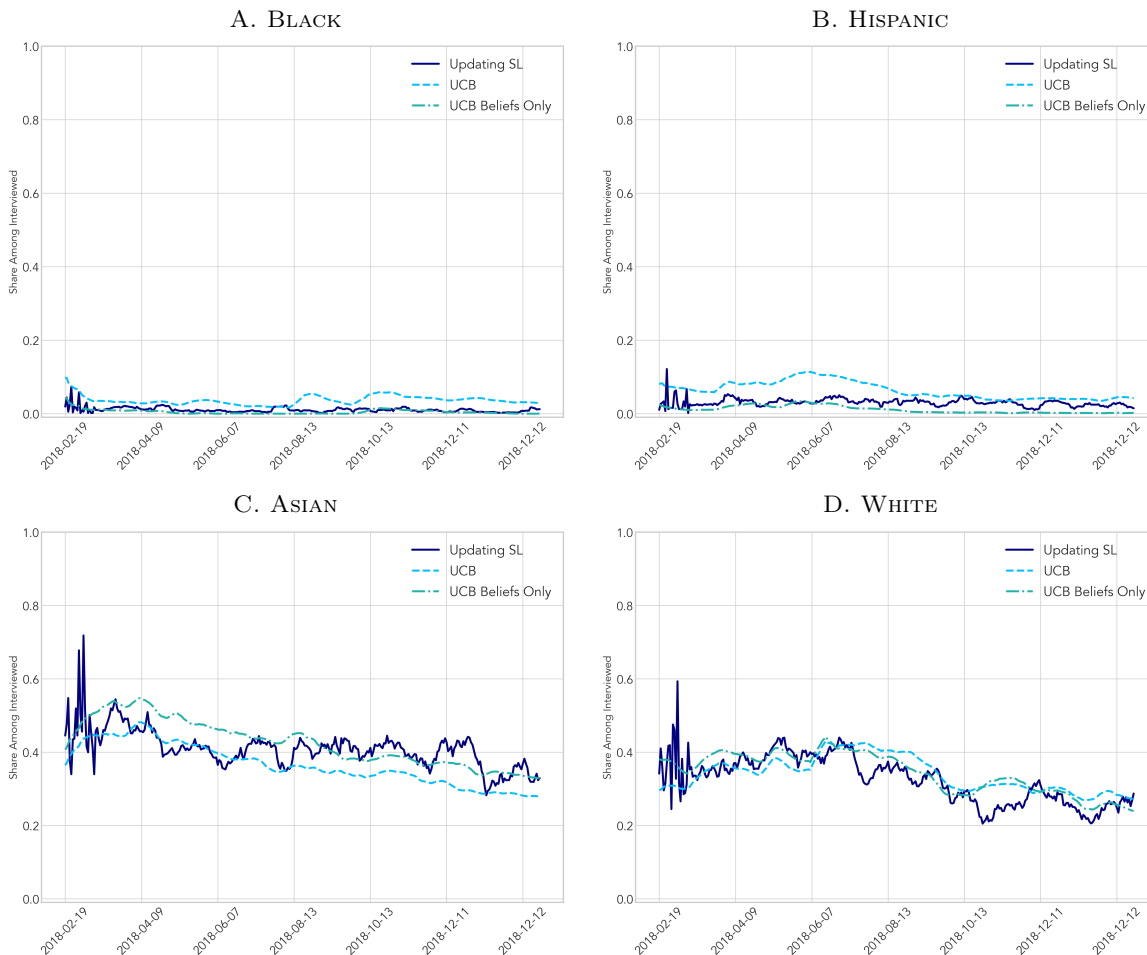 A. Black
1.0
0.8
0.6
0.4
0.2
0.0
Share Among Interviewed
Updating SL
UCB
UCB Beliefs Only
2018-02-19
2018-04-09
2018-06-07
2018-08-13
2018-10-13
2018-12-11
2018-12-12
B. Hispanic
1.0
0.8
0.6
0.4
0.2
0.0
Share Among Interviewed
Updating SL
UCB
UCB Beliefs Only
2018-02-19
2018-04-09
2018-06-07
2018-08-13
2018-10-13
2018-12-11
2018-12-12
C. Asian
1.0
0.8
0.6
0.4
0.2
0.0
Share Among Interviewed
Updating SL
UCB
UCB Beliefs Only
2018-02-19
2018-04-09
2018-06-07
2018-08-13
2018-10-13
2018-12-11
2018-12-12
D. White
1.0
0.8
0.6
0.4
0.2
0.0
Share Among Interviewed
Updating SL
UCB
UCB Beliefs Only
2018-02-19
2018-04-09
2018-06-07
2018-08-13
2018-10-13
2018-12-11
2018-12-12